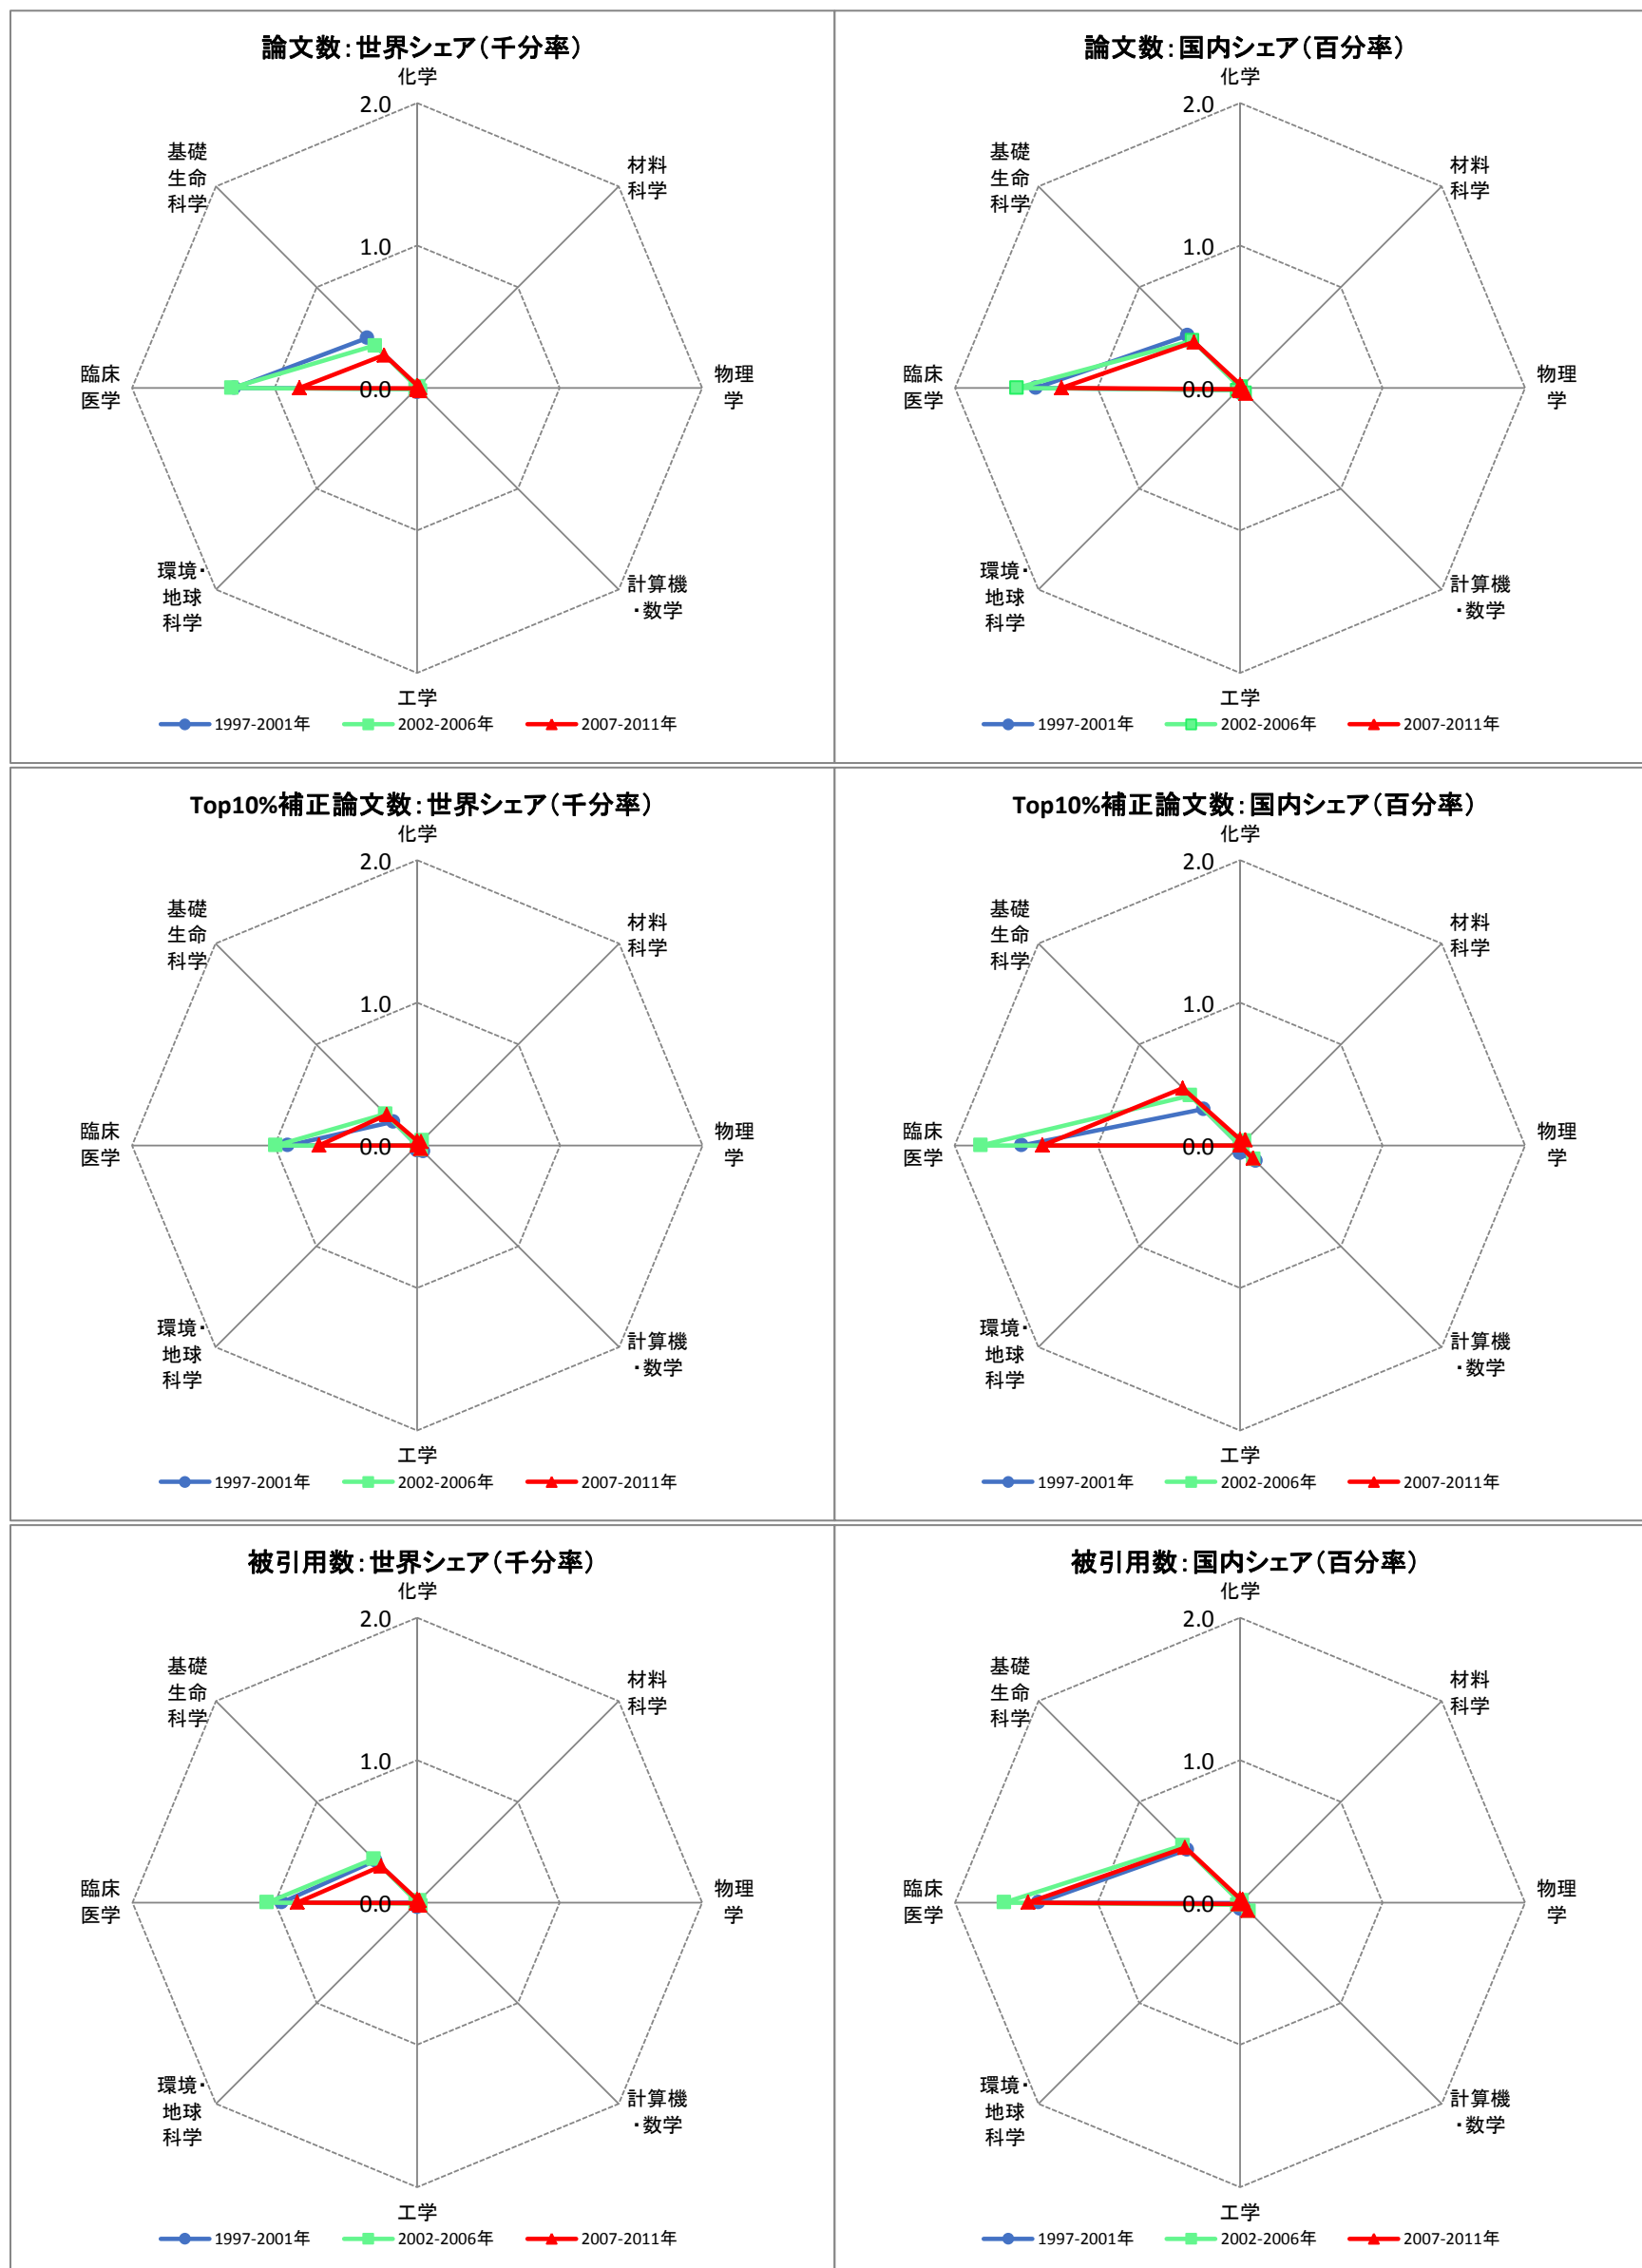 論文数：世界シェア（千分率）
化学
2.0
基礎
生命
科学
材料
科学
1.0
臨床
医学
0.0
物理
学
環境・
地球
科学
計算機
・数学
工学
1997-2001年 2002-2006年 2007-2011年
論文数：国内シェア（百分率）
化学
2.0
基礎
生命
科学
材料
科学
1.0
臨床
医学
0.0
物理
学
環境・
地球
科学
計算機
・数学
工学
1997-2001年 2002-2006年 2007-2011年
Top10%補正論文数：世界シェア（千分率）
化学
2.0
基礎
生命
科学
材料
科学
1.0
臨床
医学
0.0
物理
学
環境・
地球
科学
計算機
・数学
工学
1997-2001年 2002-2006年 2007-2011年
Top10%補正論文数：国内シェア（百分率）
化学
2.0
基礎
生命
科学
材料
科学
1.0
臨床
医学
0.0
物理
学
環境・
地球
科学
計算機
・数学
工学
1997-2001年 2002-2006年 2007-2011年
被引用数：世界シェア（千分率）
化学
2.0
基礎
生命
科学
材料
科学
1.0
臨床
医学
0.0
物理
学
環境・
地球
科学
計算機
・数学
工学
1997-2001年 2002-2006年 2007-2011年
被引用数：国内シェア（百分率）
化学
2.0
基礎
生命
科学
材料
科学
1.0
臨床
医学
0.0
物理
学
環境・
地球
科学
計算機
・数学
工学
1997-2001年 2002-2006年 2007-2011年